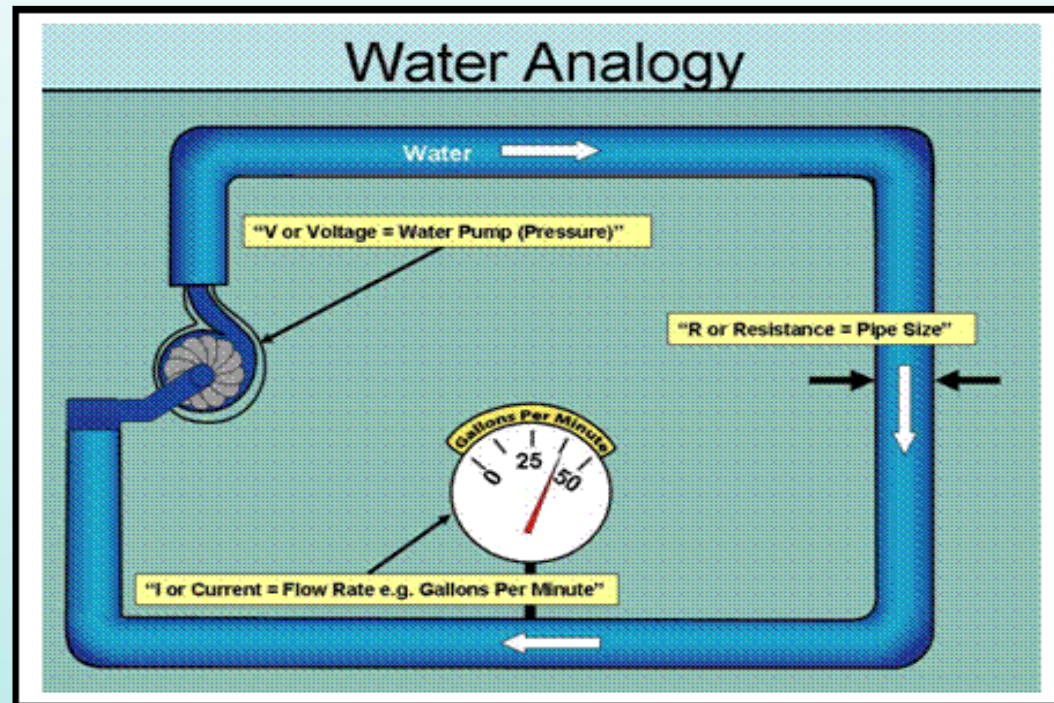 Water Analogy
Water
“V or Voltage = Water Pump (Pressure)”
“R or Resistance = Pipe Size”
Gallons Per Minute
0 25 50
“I or Current = Flow Rate e.g. Gallons Per Minute”